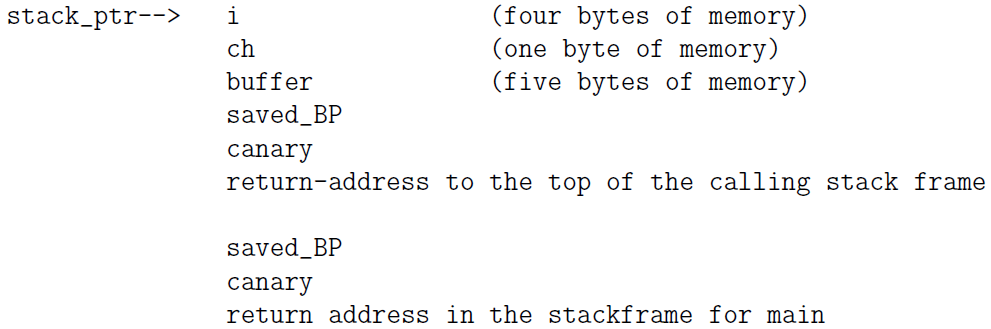 stack_ptr--> i (four bytes of memory)
ch (one byte of memory)
buffer (five bytes of memory)
saved_BP
canary
return-address to the top of the calling stack frame
saved_BP
canary
return address in the stackframe for main